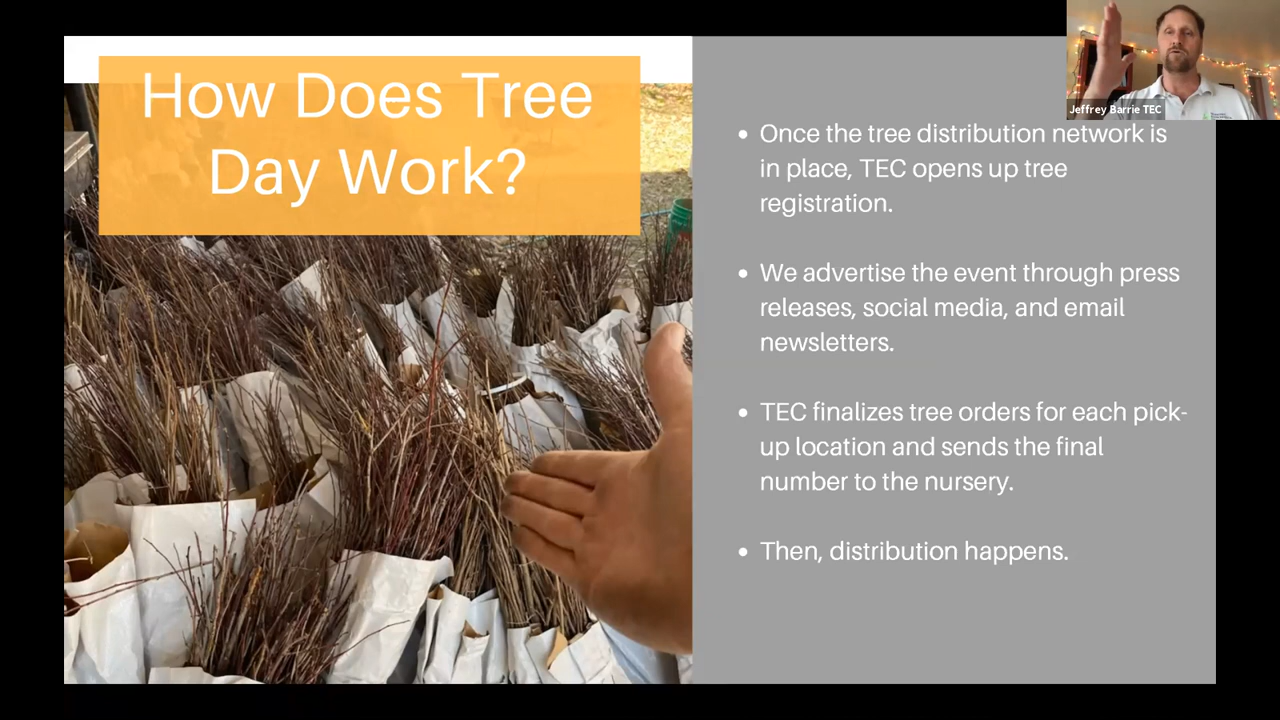 How Does Tree
Day Work?
Jeffrey Barrie TEC
• Once the tree distribution network is
in place, TEC opens up tree
registration.
• We advertise the event through press
releases, social media, and email
newsletters.
• TEC finalizes tree orders for each pick-
up location and sends the final
number to the nursery.
• Then, distribution happens.